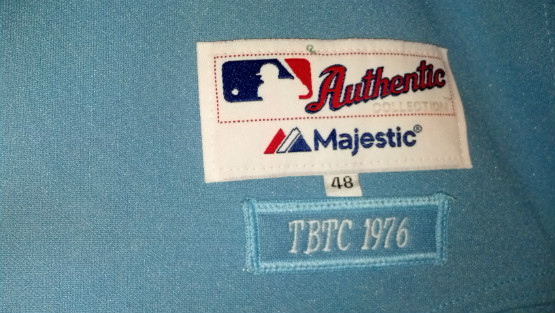 Authentic
COLLECTION
Majestic®
48
TBTC 1976